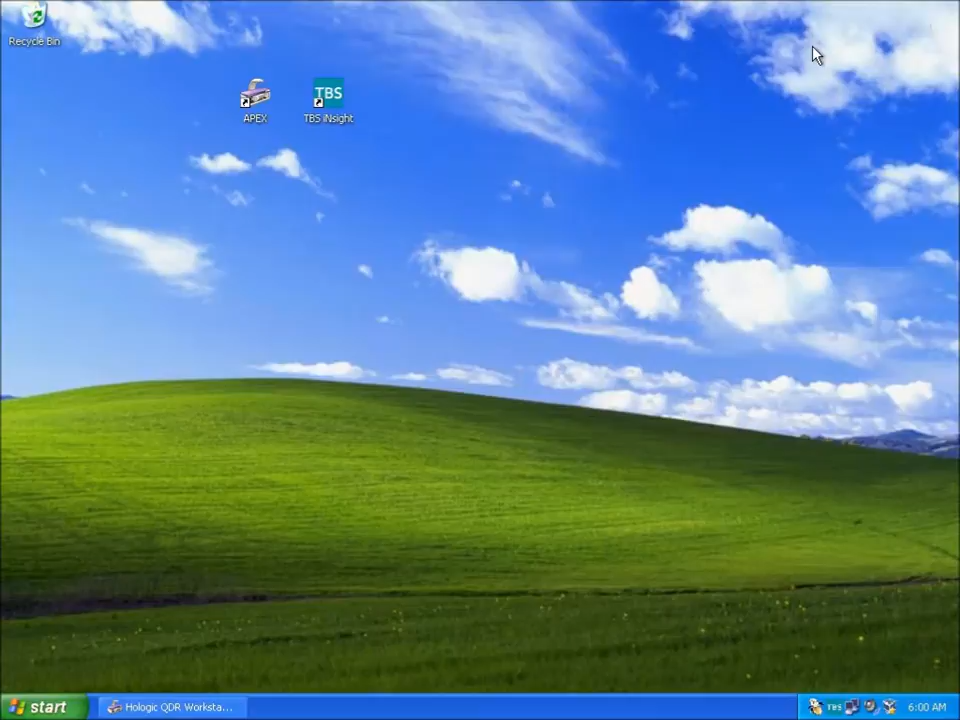 Recycle Bin
TBS
APEX
TBS iNsight
start
Hologic QDR Worksta...
TBS
6:00 AM